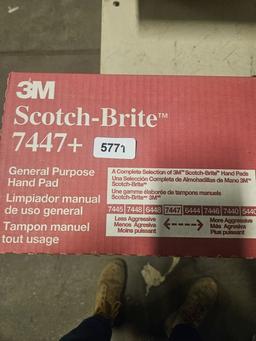 3M
Scotch-Brite™
7447+
5771
General Purpose
Hand Pad
Limpiador manual
de uso general
Tampon manuel
tout usage
A Complete Selection of 3M™ Scotch-Brite™ Hand Pads
Una Selección Completa de Almohadillas de Mano 3M™
Scotch-Brite™
Une gamme élaborée de tampons manuels
Scotch-Brite™ 3M™
7445 7448 6448 7447 6444 7446 7440 5440
Less Aggressive More Aggressive
Menos Agresiva Más Agresiva
Moins puissant Plus puissant